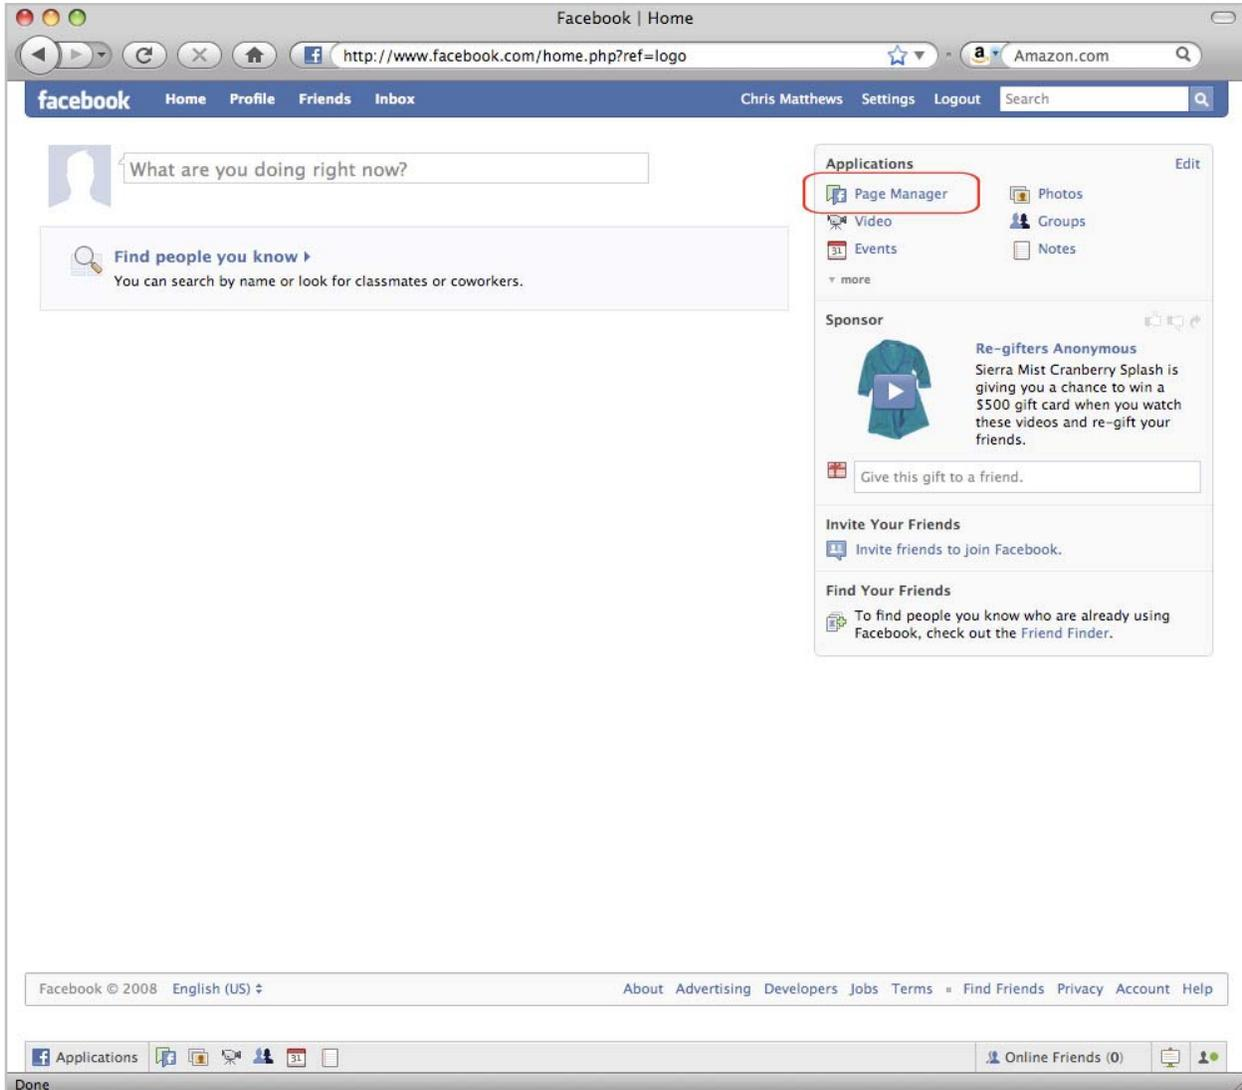 Facebook | Home
http://www.facebook.com/home.php?ref=logo
a Amazon.com
facebook Home Profile Friends Inbox Chris Matthews Settings Logout Search
What are you doing right now?
Find people you know
You can search by name or look for classmates or coworkers.
Applications Edit
Page Manager Photos
Video Groups
31 Events Notes
more
Sponsor
Re-gifters Anonymous
Sierra Mist Cranberry Splash is
giving you a chance to win a
$500 gift card when you watch
these videos and re-gift your
friends.
Give this gift to a friend.
Invite Your Friends
Invite friends to join Facebook.
Find Your Friends
To find people you know who are already using
Facebook, check out the Friend Finder.
Facebook © 2008 English (US) About Advertising Developers Jobs Terms Find Friends Privacy Account Help
Applications 31 Online Friends (0)
Done